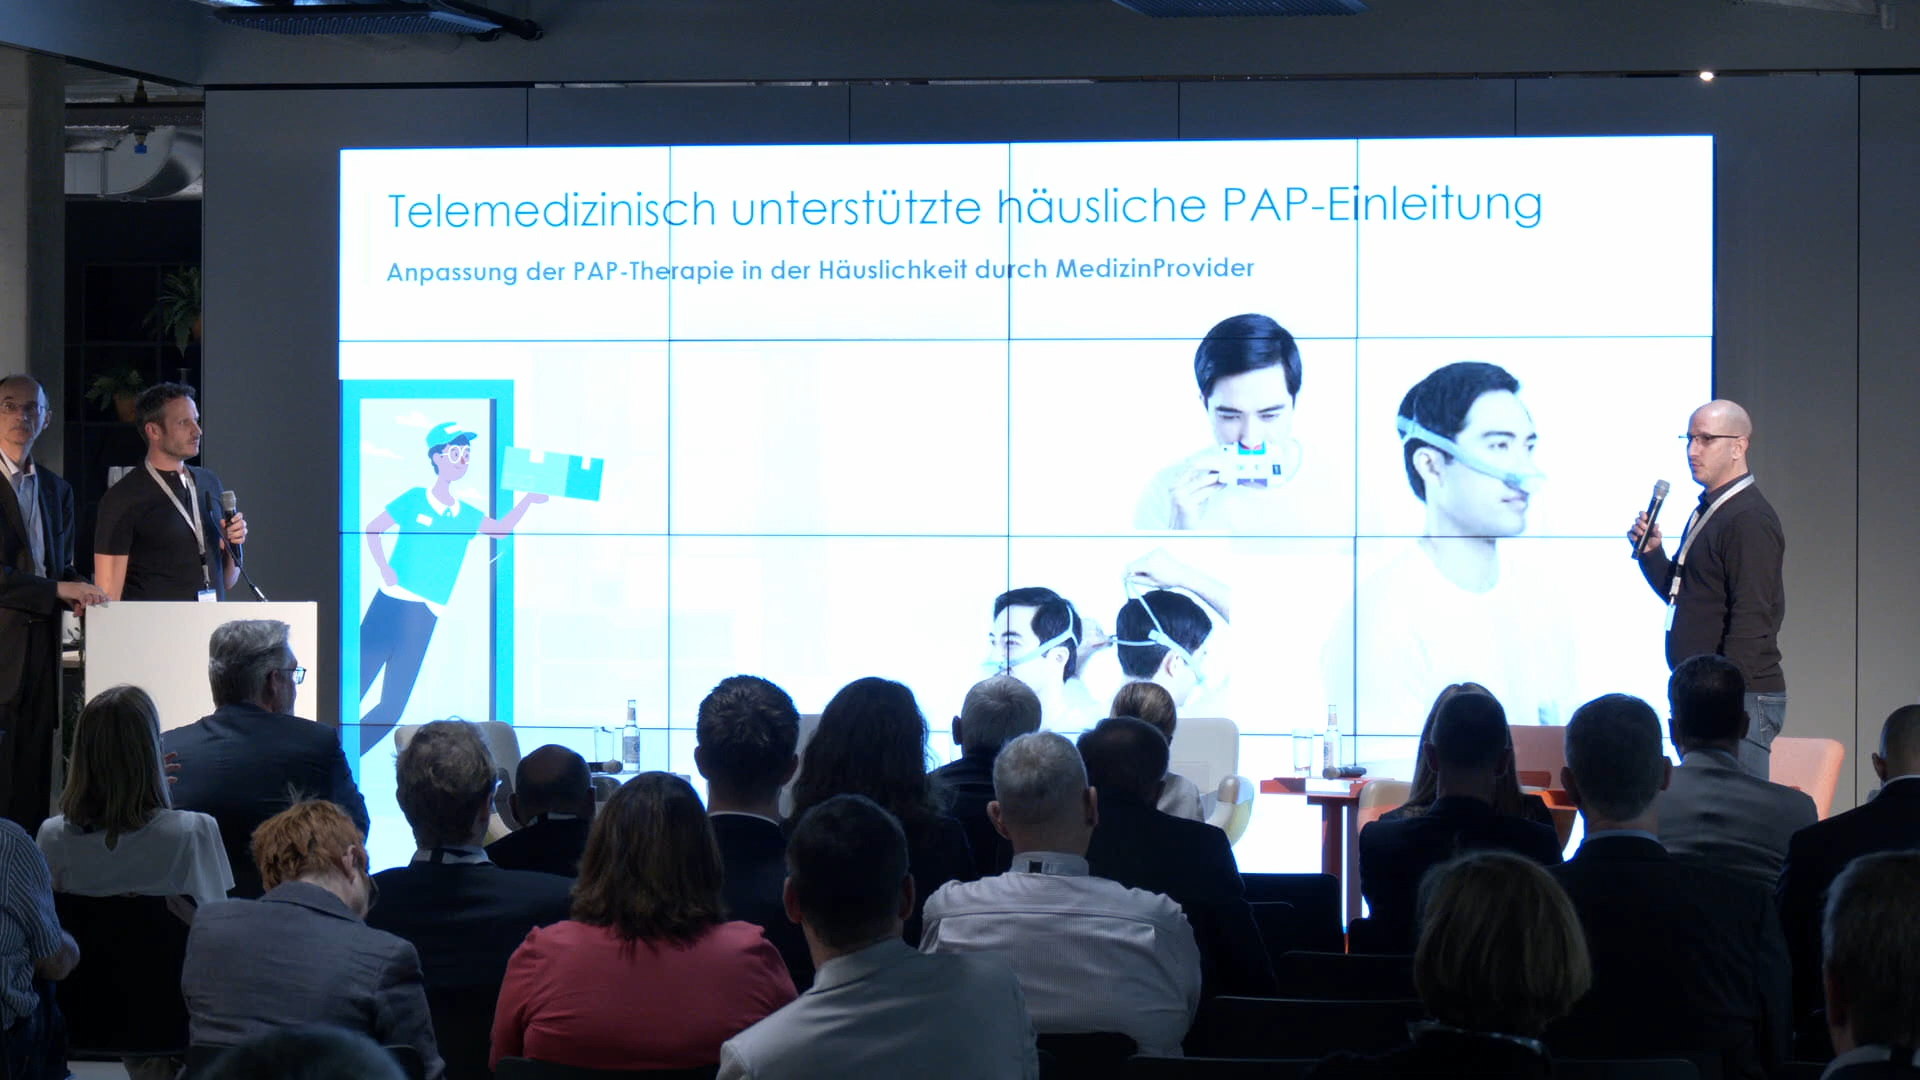 Telemedizinisch unterstützte häusliche PAP-Einleitung
Anpassung der PAP-Therapie in der Häuslichkeit durch MedizinProvider